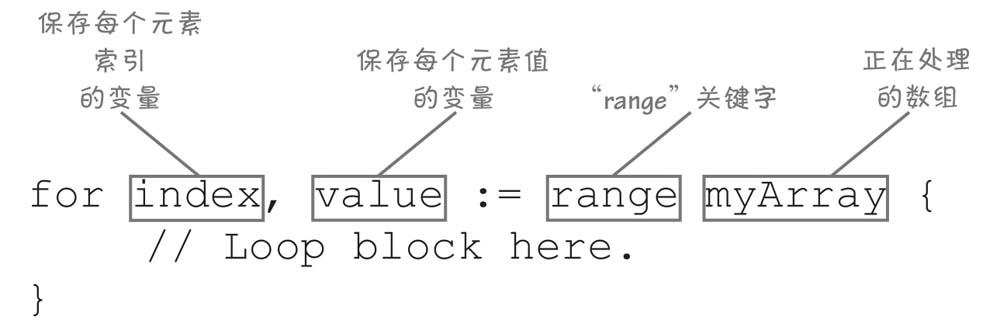 保存每个元素
索引
的变量
保存每个元素值
的变量
“range”关键字
正在处理
的数组
for index, value := range myArray {
// Loop block here.
}